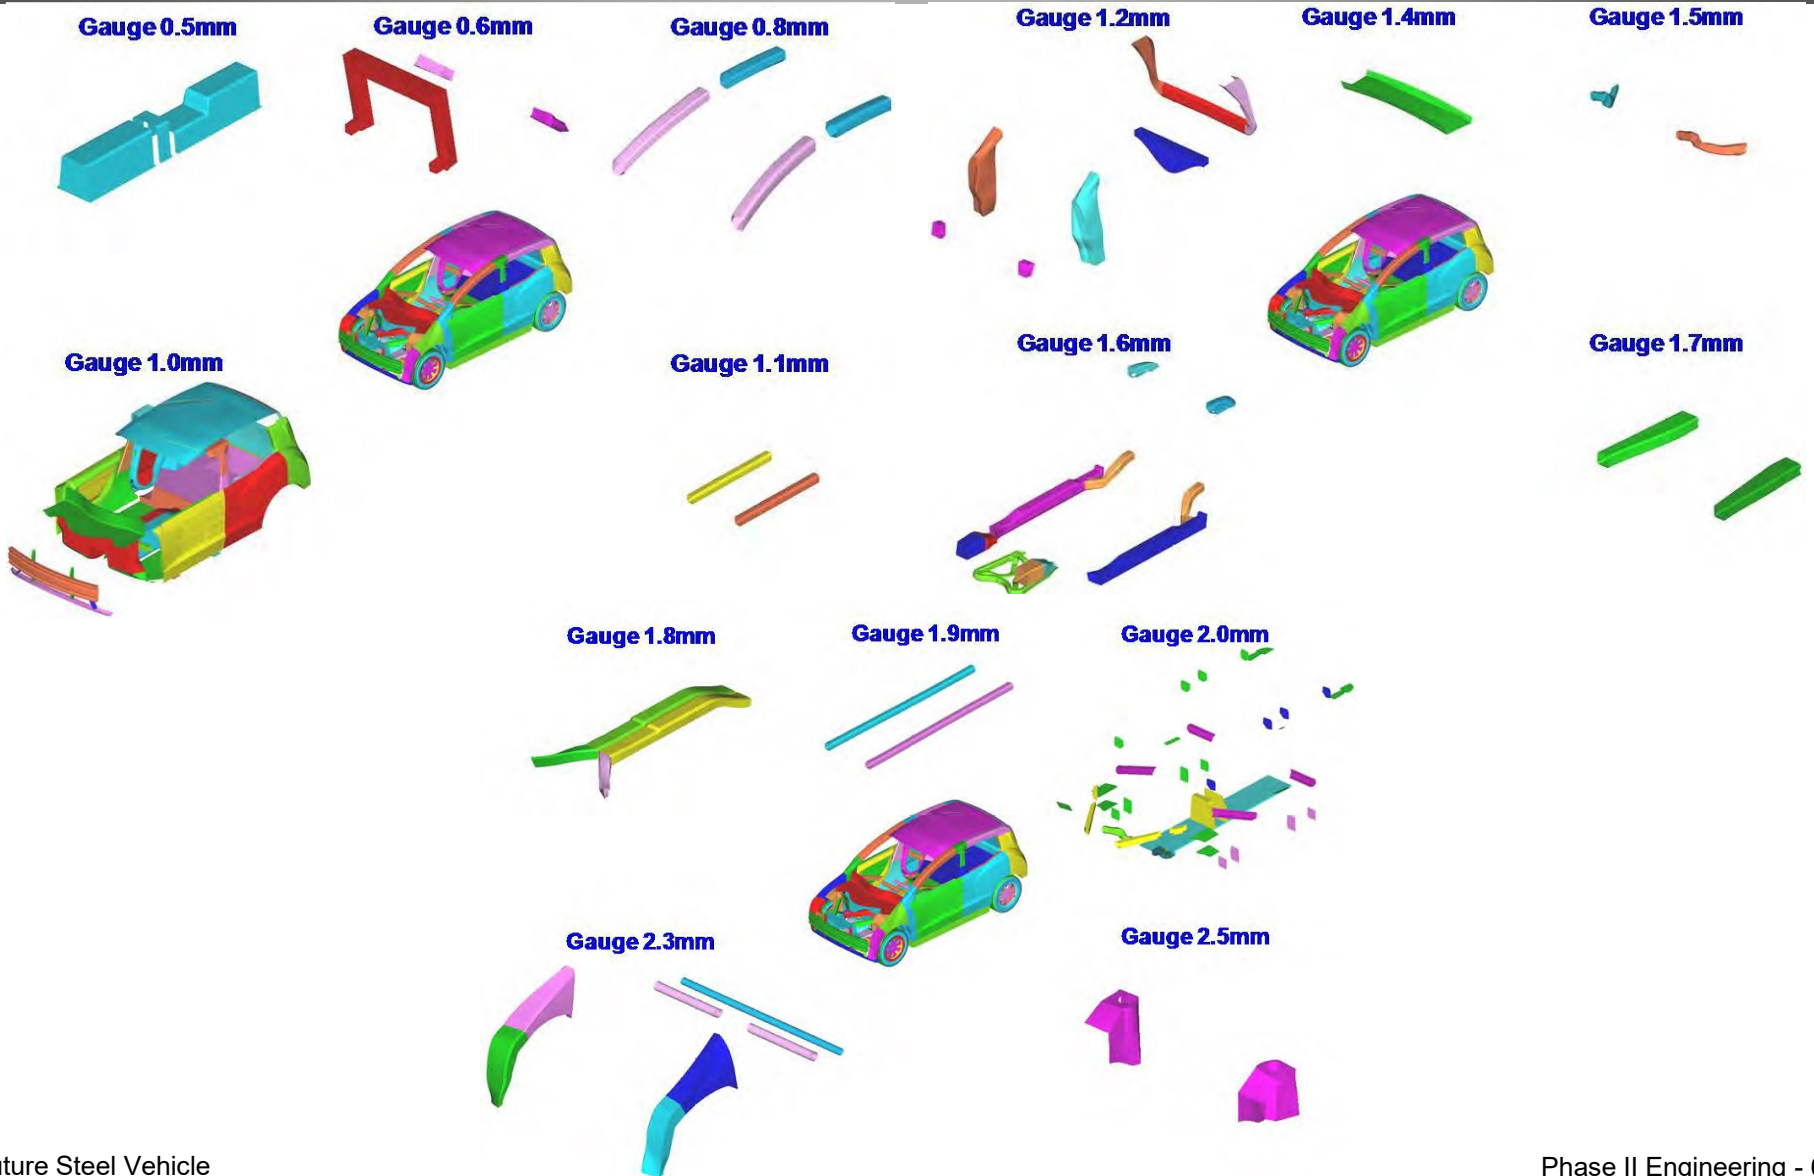 Gauge 0.5mm
Gauge 0.6mm
Gauge 0.8mm
Gauge 1.2mm
Gauge 1.4mm
Gauge 1.5mm
Gauge 1.0mm
Gauge 1.1mm
Gauge 1.6mm
Gauge 1.7mm
Gauge 1.8mm
Gauge 1.9mm
Gauge 2.0mm
Gauge 2.3mm
Gauge 2.5mm
Steel Vehicle
Phase II Engineering -